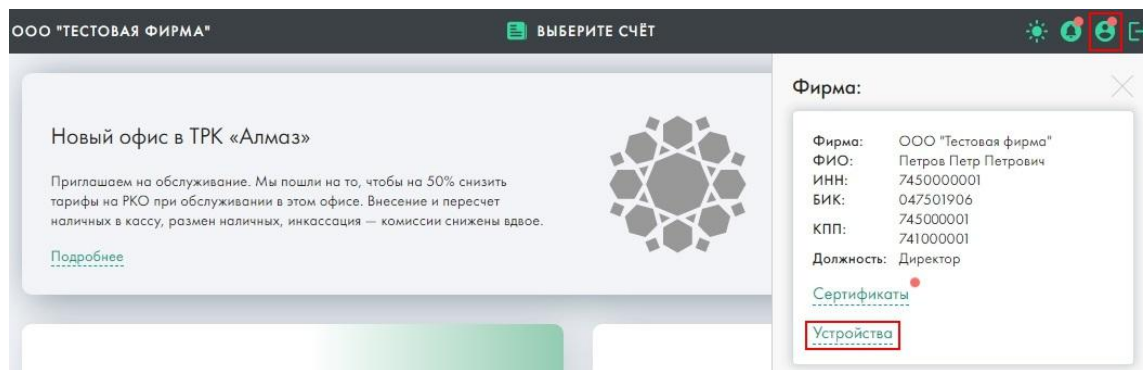 ООО "ТЕСТОВАЯ ФИРМА"
ВЫБЕРИТЕ СЧЁТ
Новый офис в ТРК «Алмаз»
Приглашаем на обслуживание. Мы пошли на то, чтобы на 50% снизить
тарифы на РКО при обслуживании в этом офисе. Внесение и пересчет
наличных в кассу, размен наличных, инкассация — комиссии снижены вдвое.
Подробнее
Фирма:
Фирма: ООО "Тестовая фирма"
ФИО: Петров Петр Петрович
ИНН: 7450000001
БИК: 047501906
КПП: 745000001
741000001
Должность: Директор
Сертификаты
Устройства